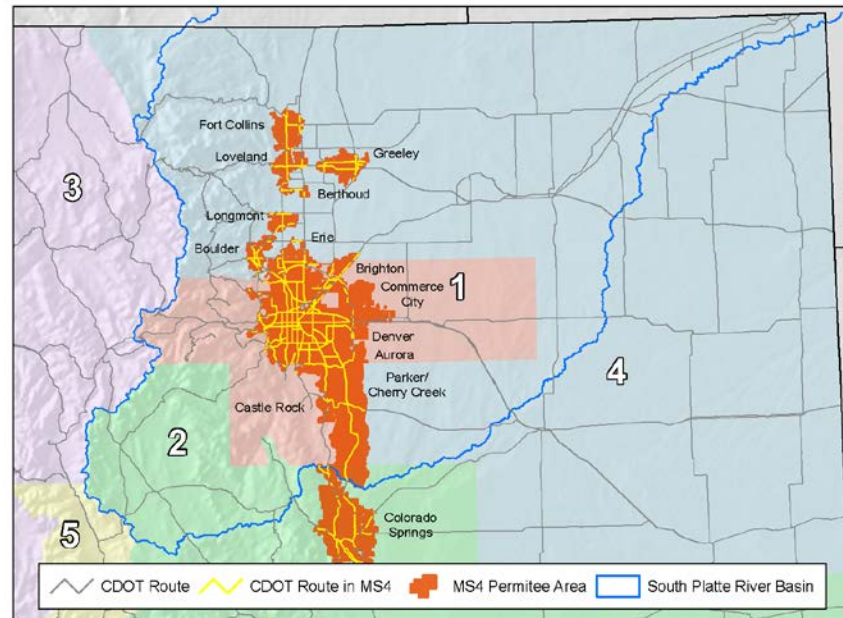 Fort Collins
Loveland
Greeley
3
Berthoud
Longmont
Erie
Boulder
Brighton
1
Commerce
City
Denver
Aurora
4
Parker/
Cherry Creek
Castle Rock
2
Colorado
Springs
5
CDOT Route
CDOT Route in MS4
MS4 Permitee Area
South Platte River Basin